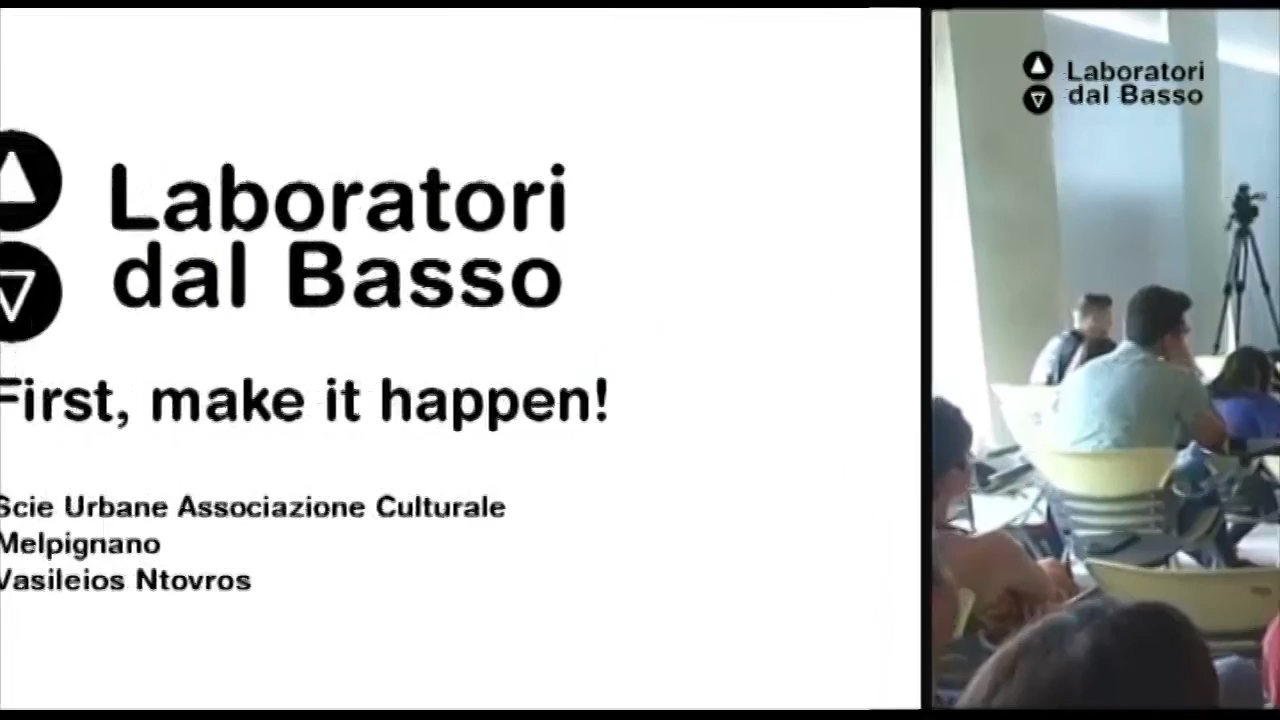 Laboratori
dal Basso
First, make it happen!
Scie Urbane Associazione Culturale
Melpignano
Vasileios Ntovros
Laboratori
dal Basso